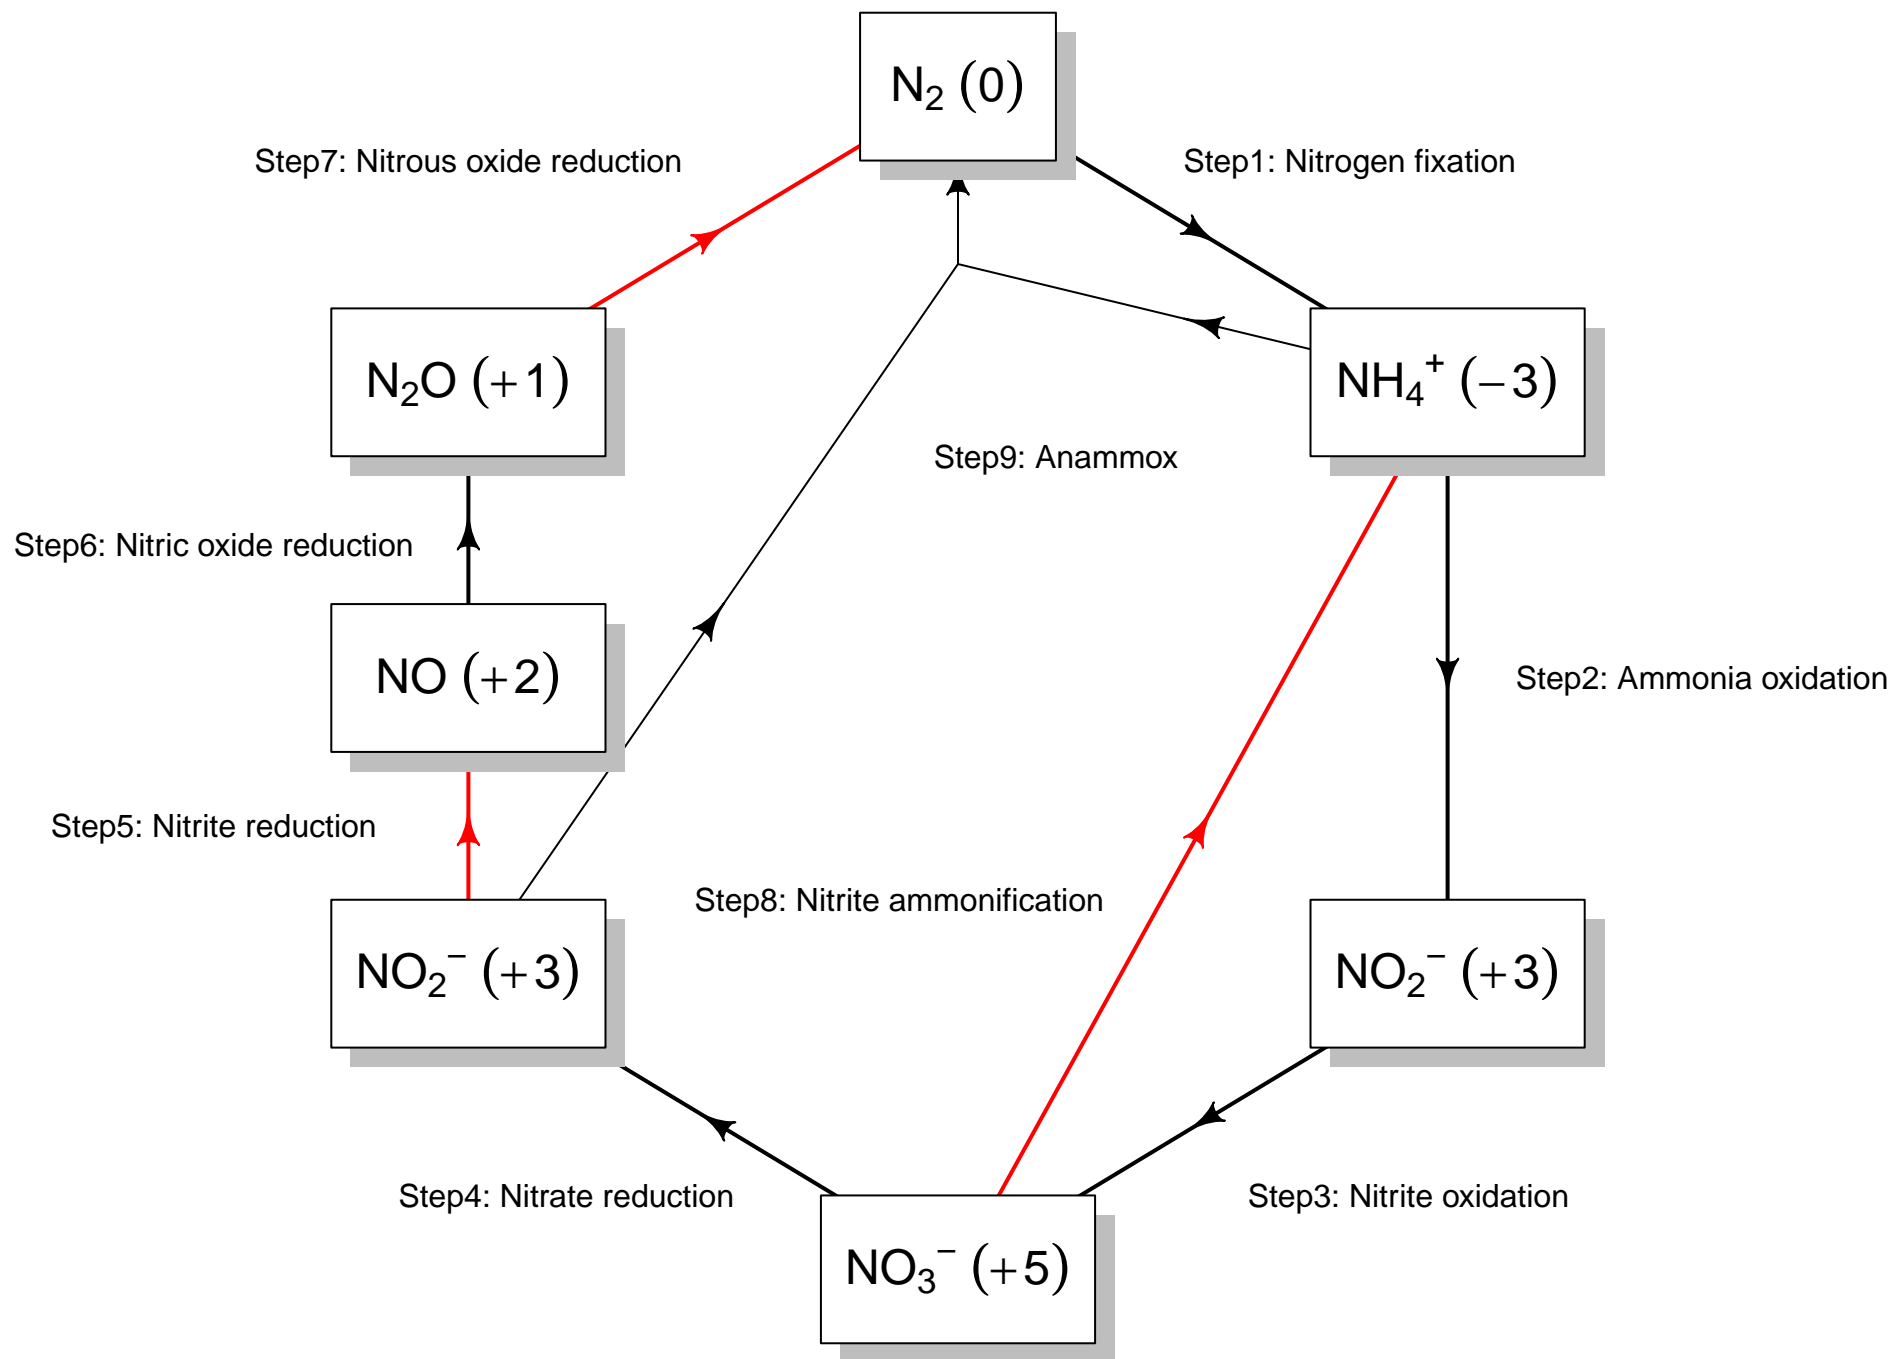 N₂ (0)
Step7: Nitrous oxide reduction
Step1: Nitrogen fixation
N₂O (+1)
NH₄⁺ (−3)
Step9: Anammox
Step6: Nitric oxide reduction
NO (+2)
Step2: Ammonia oxidation
Step5: Nitrite reduction
Step8: Nitrite ammonification
NO₂⁻ (+3)
NO₂⁻ (+3)
Step4: Nitrate reduction
Step3: Nitrite oxidation
NO₃⁻ (+5)